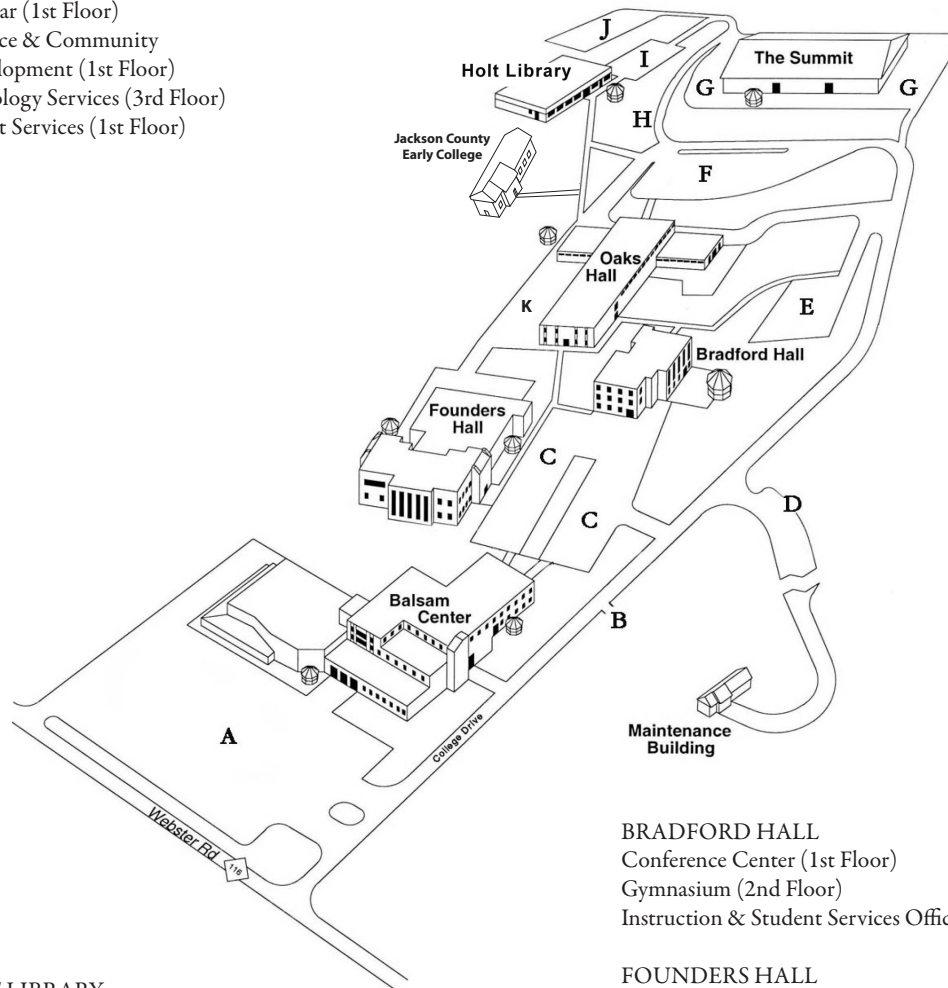 ar (1st Floor)
ce & Community
lopment (1st Floor)
ology Services (3rd Floor)
t Services (1st Floor)
J
I
The Summit
Holt Library
G
G
H
Jackson County
Early College
F
Oaks
Hall
K
E
Bradford Hall
Founders
Hall
C
C
D
Balsam
Center
B
Maintenance
Building
College Drive
A
Webster Rd
116
BRADFORD HALL
Conference Center (1st Floor)
Gymnasium (2nd Floor)
Instruction & Student Services Offic
FOUNDERS HALL
LIBRARY